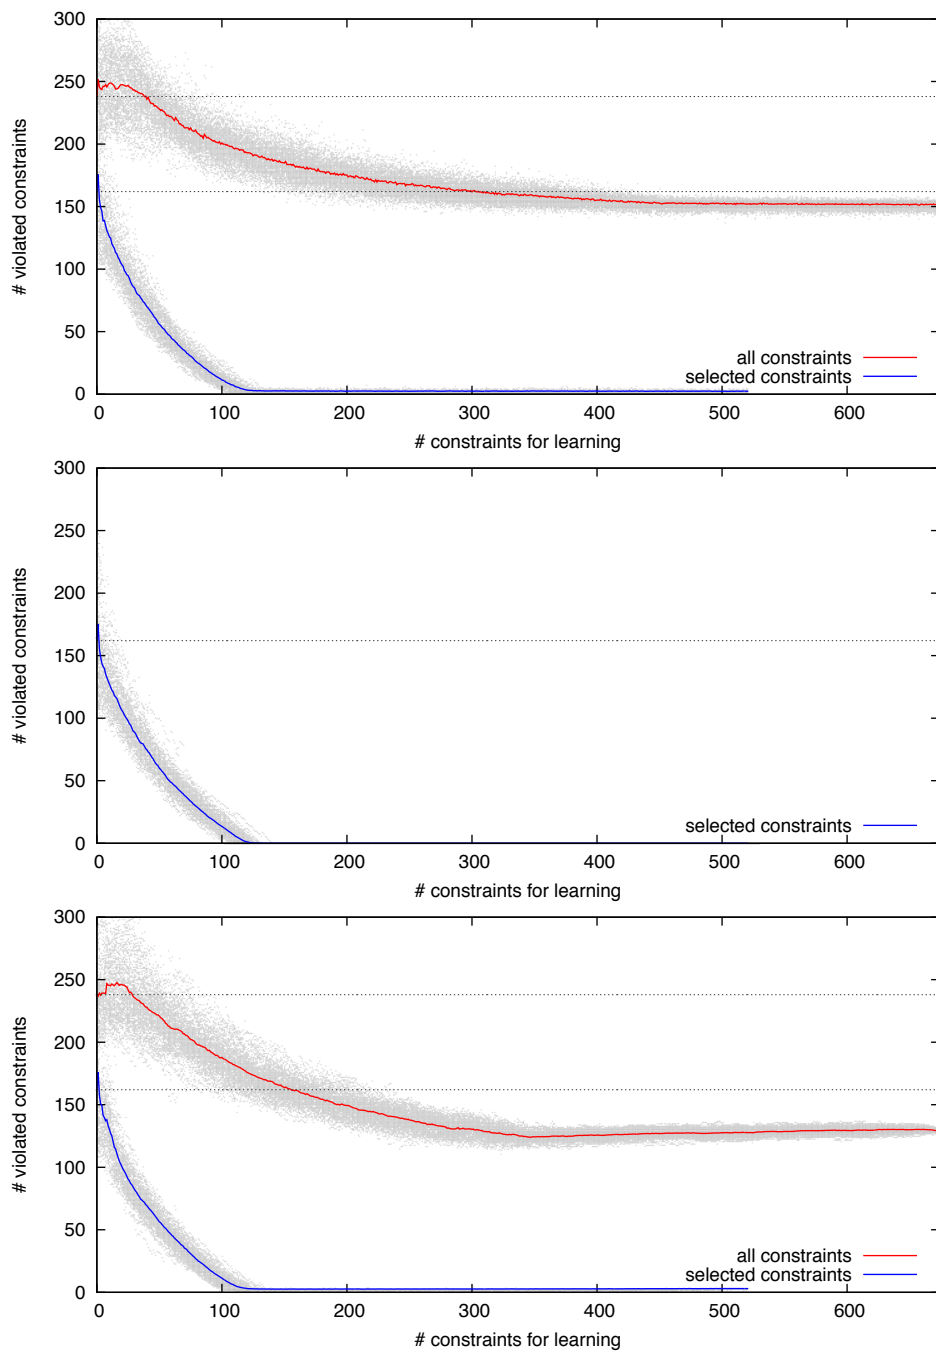 300
250
200
150
100
50
0
# violated constraints
all constraints
selected constraints
0 100 200 300 400 500 600
# constraints for learning
300
250
200
150
100
50
0
# violated constraints
selected constraints
0 100 200 300 400 500 600
# constraints for learning
300
250
200
150
100
50
0
# violated constraints
all constraints
selected constraints
0 100 200 300 400 500 600
# constraints for learning